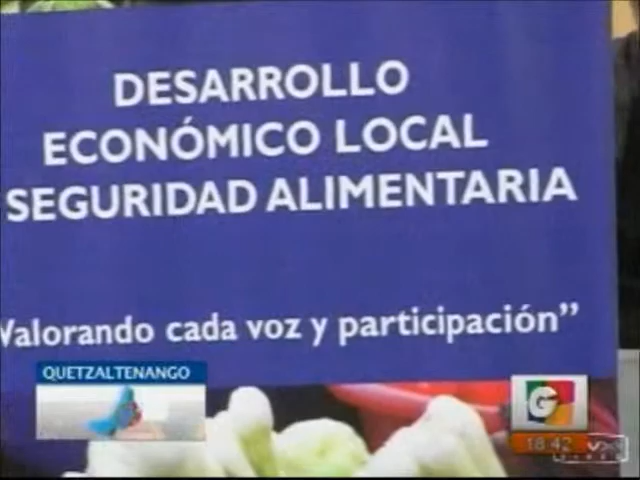 DESARROLLO
ECONÓMICO LOCAL
SEGURIDAD ALIMENTARIA
Valorando cada voz y participación"
QUETZALTENANGO
G
18:42